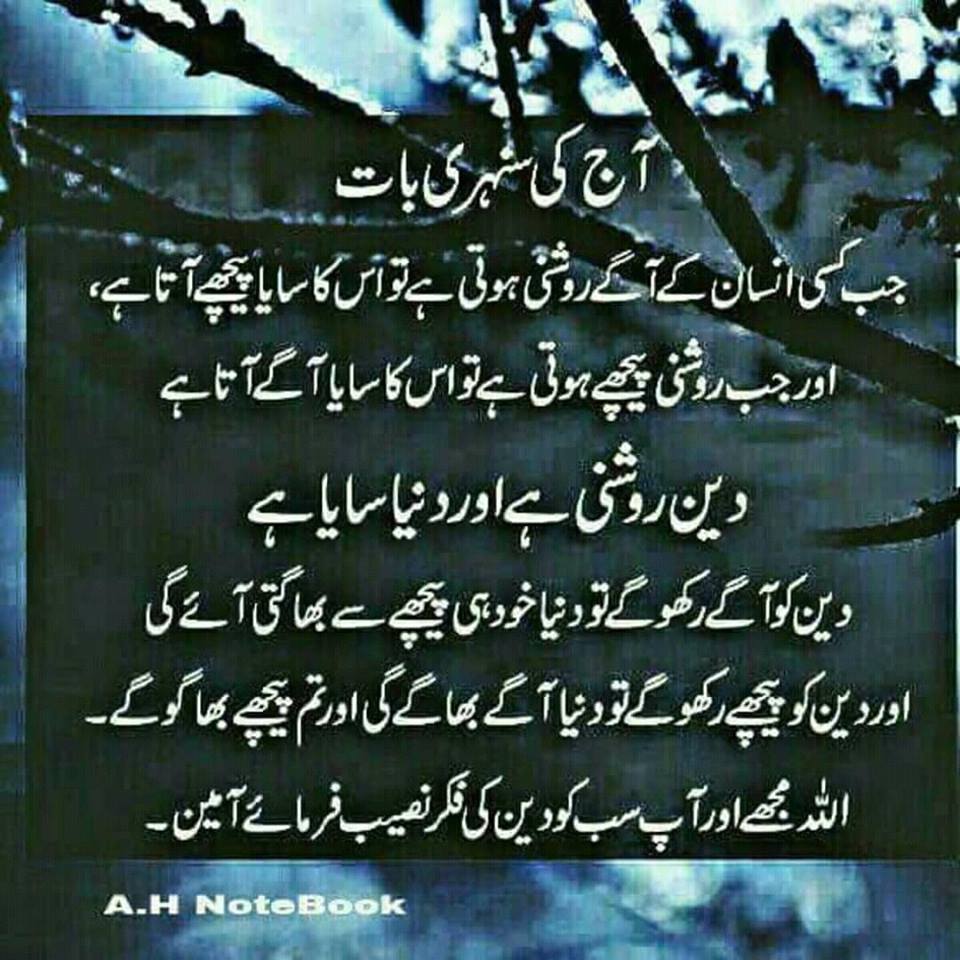 آج کی سنہری بات
جب کسی انسان کے آگے روشنی ہوتی ہے تو اس کا سایا پیچھے آتا ہے،
اور جب روشنی پیچھے ہوتی ہے تو اس کا سایا آگے آتا ہے
دین روشنی ہے اور دنیا سایا ہے
دین کو آگے رکھو گے تو دنیا خود ہی پیچھے سے بھاگتی آئے گی
اور دین کو پیچھے رکھو گے تو دنیا آگے بھاگے گی اور تم پیچھے بھاگو گے۔
اللہ مجھے اور آپ سب کو دین کی فکر نصیب فرمائے آمین۔
A.H NoteBook